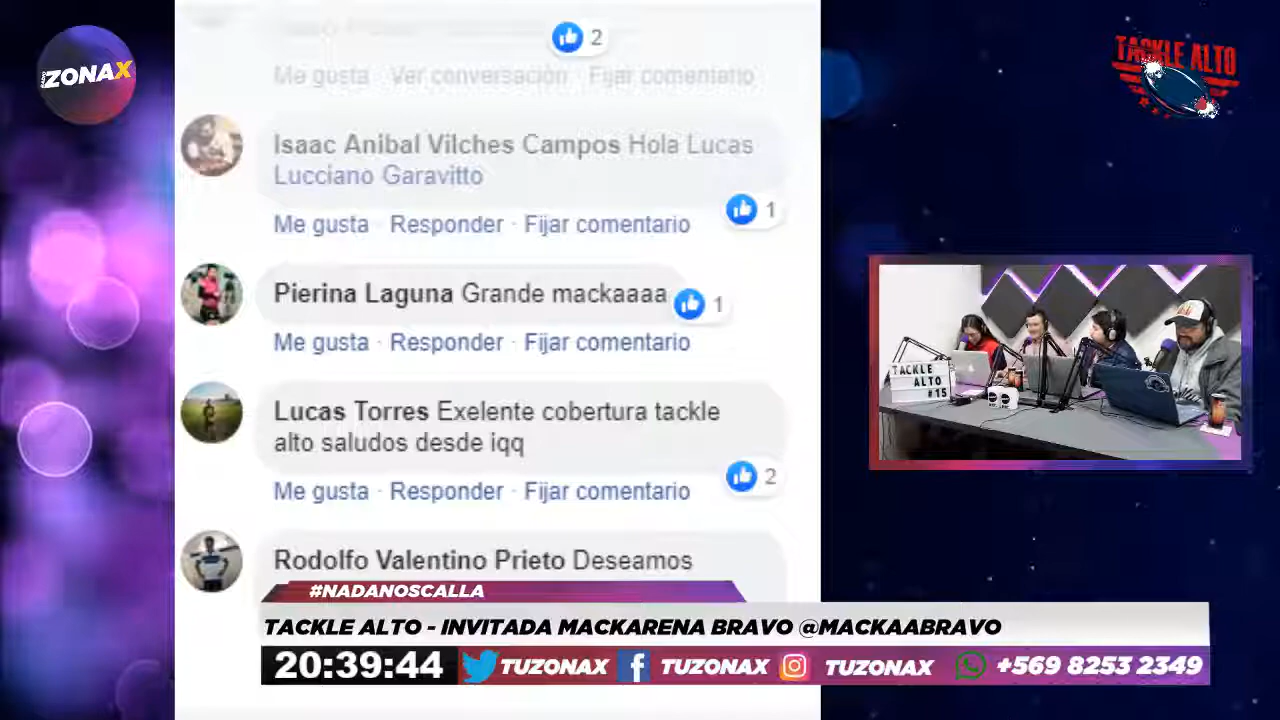 TUZONAX
TACKLE ALTO
2
Me gusta · Ver conversación · Fijar comentario
Isaac Anibal Vilches Campos Hola Lucas
Lucciano Garavitto
1
Me gusta · Responder · Fijar comentario
Pierina Laguna Grande mackaaaa
1
Me gusta · Responder · Fijar comentario
Lucas Torres Exelente cobertura tackle
alto saludos desde iqq
2
Me gusta · Responder · Fijar comentario
Rodolfo Valentino Prieto Deseamos
TACKLE
ALTO
#15
#NADANOSCALLA
TACKLE ALTO - INVITADA MACKARENA BRAVO @MACKAABRAVO
20:39:44 TUZONAX TUZONAX TUZONAX +569 8253 2349